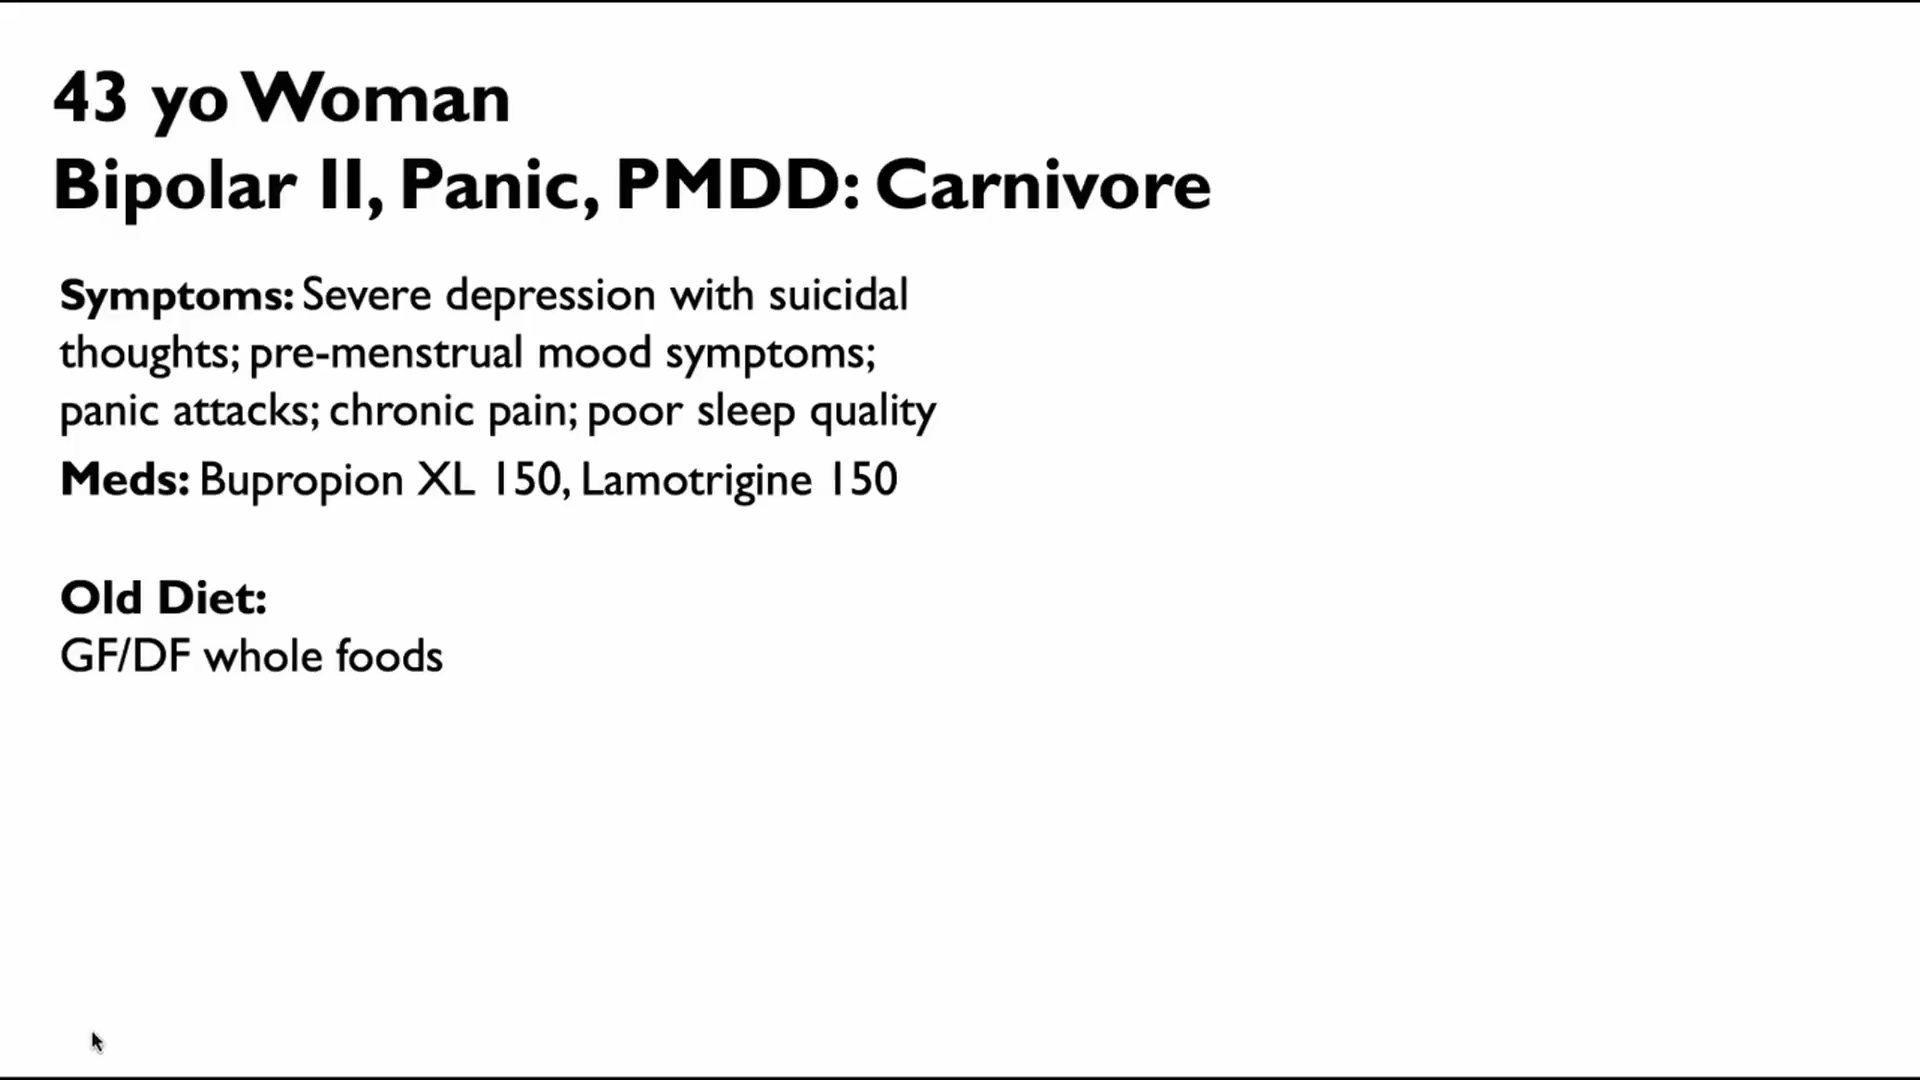 43 yo Woman
Bipolar II, Panic, PMDD: Carnivore
Symptoms: Severe depression with suicidal
thoughts; pre-menstrual mood symptoms;
panic attacks; chronic pain; poor sleep quality
Meds: Bupropion XL 150, Lamotrigine 150
Old Diet:
GF/DF whole foods